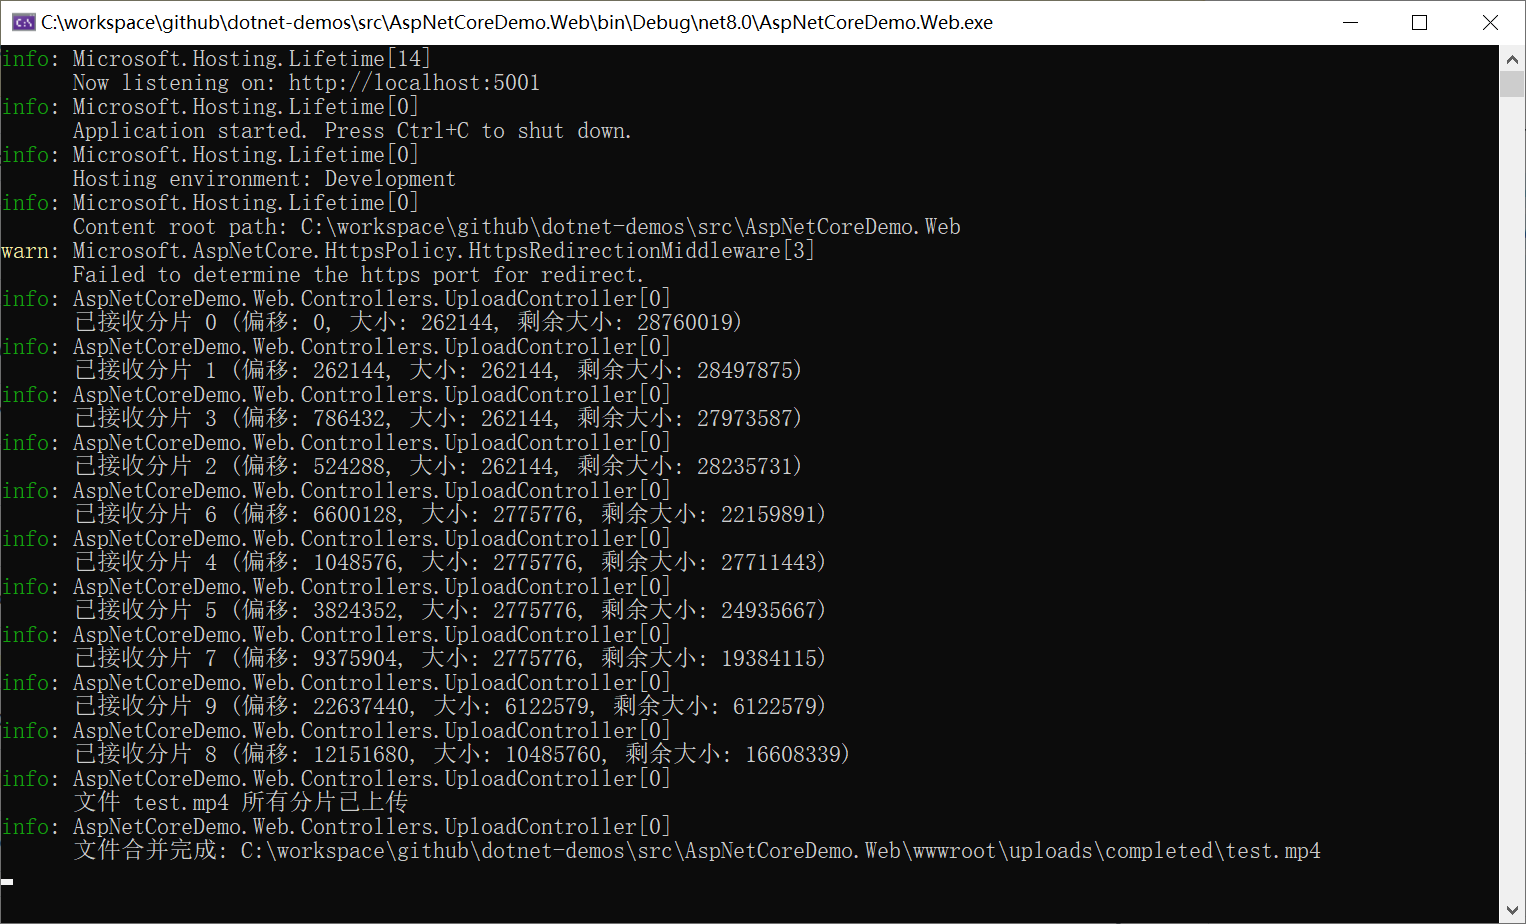 C:\workspace\github\dotnet-demos\src\AspNetCoreDemo.Web\bin\Debug\net8.0\AspNetCoreDemo.Web.exe
info: Microsoft.Hosting.Lifetime[14]
Now listening on: http://localhost:5001
info: Microsoft.Hosting.Lifetime[0]
Application started. Press Ctrl+C to shut down.
info: Microsoft.Hosting.Lifetime[0]
Hosting environment: Development
info: Microsoft.Hosting.Lifetime[0]
Content root path: C:\workspace\github\dotnet-demos\src\AspNetCoreDemo.Web
warn: Microsoft.AspNetCore.HttpsPolicy.HttpsRedirectionMiddleware[3]
Failed to determine the https port for redirect.
info: AspNetCoreDemo.Web.Controllers.UploadController[0]
已接收分片 0 (偏移: 0, 大小: 262144, 剩余大小: 28760019)
info: AspNetCoreDemo.Web.Controllers.UploadController[0]
已接收分片 1 (偏移: 262144, 大小: 262144, 剩余大小: 28497875)
info: AspNetCoreDemo.Web.Controllers.UploadController[0]
已接收分片 3 (偏移: 786432, 大小: 262144, 剩余大小: 27973587)
info: AspNetCoreDemo.Web.Controllers.UploadController[0]
已接收分片 2 (偏移: 524288, 大小: 262144, 剩余大小: 28235731)
info: AspNetCoreDemo.Web.Controllers.UploadController[0]
已接收分片 6 (偏移: 6600128, 大小: 2775776, 剩余大小: 22159891)
info: AspNetCoreDemo.Web.Controllers.UploadController[0]
已接收分片 4 (偏移: 1048576, 大小: 2775776, 剩余大小: 27711443)
info: AspNetCoreDemo.Web.Controllers.UploadController[0]
已接收分片 5 (偏移: 3824352, 大小: 2775776, 剩余大小: 24935667)
info: AspNetCoreDemo.Web.Controllers.UploadController[0]
已接收分片 7 (偏移: 9375904, 大小: 2775776, 剩余大小: 19384115)
info: AspNetCoreDemo.Web.Controllers.UploadController[0]
已接收分片 9 (偏移: 22637440, 大小: 6122579, 剩余大小: 6122579)
info: AspNetCoreDemo.Web.Controllers.UploadController[0]
已接收分片 8 (偏移: 12151680, 大小: 10485760, 剩余大小: 16608339)
info: AspNetCoreDemo.Web.Controllers.UploadController[0]
文件 test.mp4 所有分片已上传
info: AspNetCoreDemo.Web.Controllers.UploadController[0]
文件合并完成: C:\workspace\github\dotnet-demos\src\AspNetCoreDemo.Web\wwwroot\uploads\completed\test.mp4